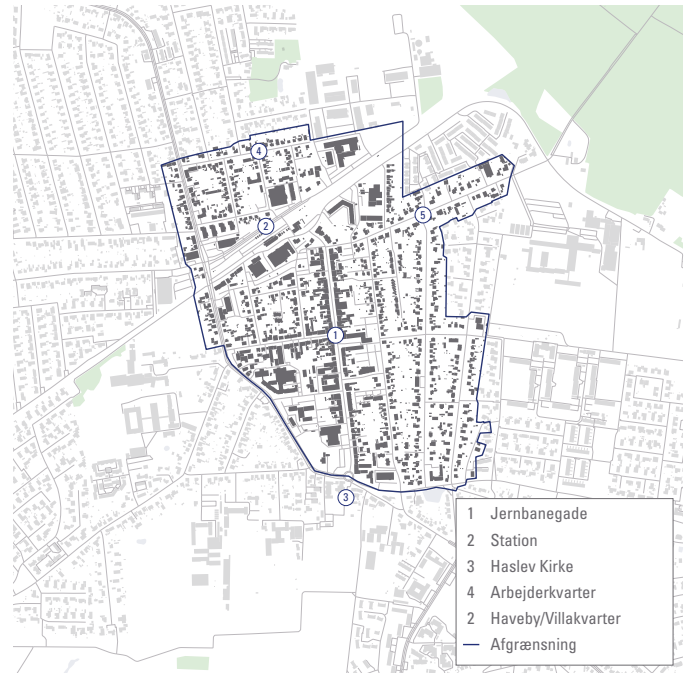 4
5
2
1
3
1 Jernbanegade
2 Station
3 Haslev Kirke
4 Arbejderkvarter
2 Haveby/Villakvarter
Afgrænsning